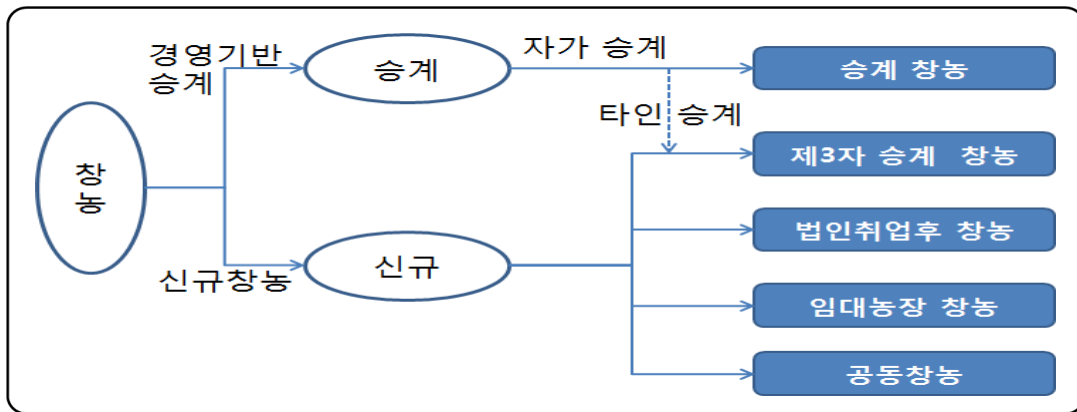 경영기반
승계
승계
자가 승계
승계 창농
타인 승계
제3자 승계 창농
창
농
법인취업후 창농
신규창농
신규
임대농장 창농
공동창농